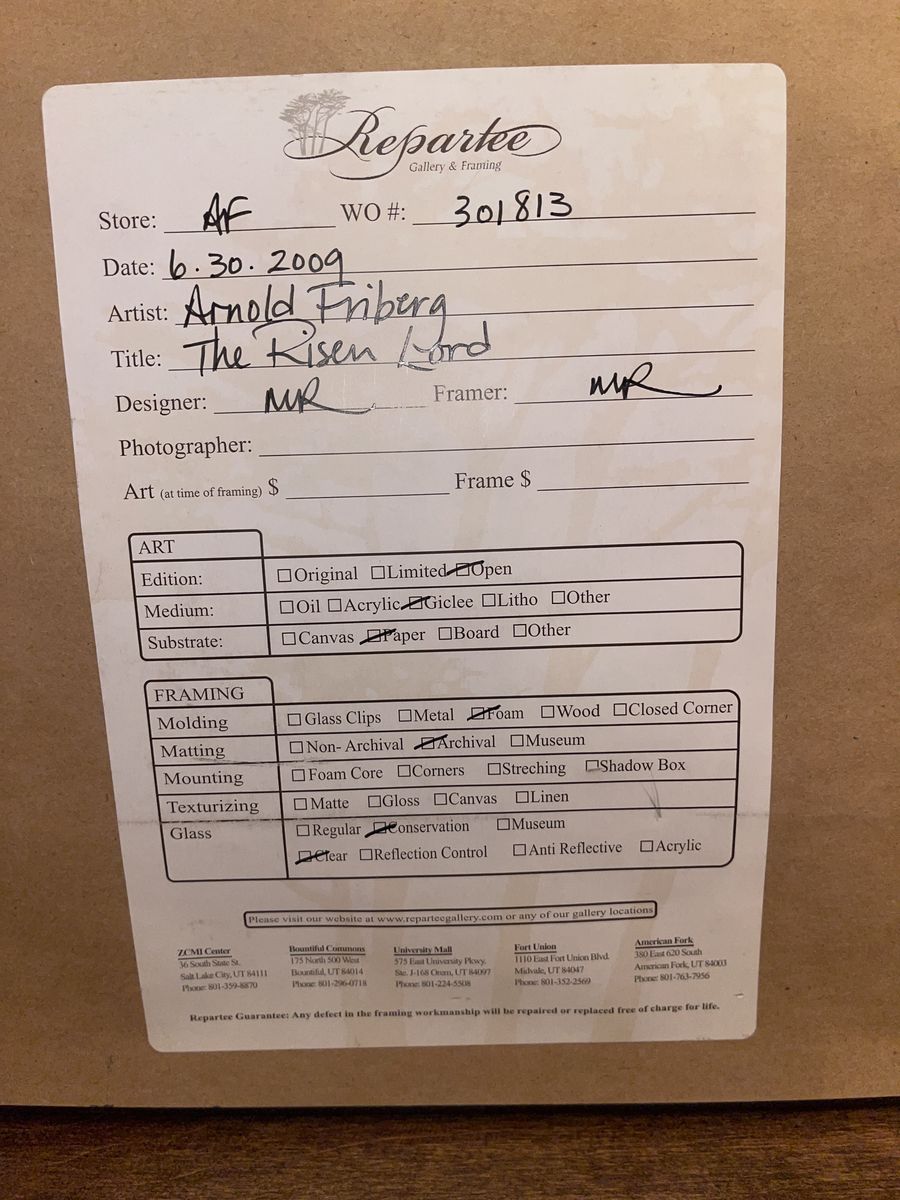 Repartee
Gallery & Framing
Store: AF WO #: 301813
Date: 6.30.2009
Artist: Arnold Friberg
Title: The Risen Lord
Designer: MR Framer: MR
Photographer:
Art (at time of framing) $ Frame $
ART
Edition: ☐Original ☐Limited ☐Open
Medium: ☐Oil ☐Acrylic ☐Giclee ☐Litho ☐Other
Substrate: ☐Canvas ☐Paper ☐Board ☐Other
FRAMING
Molding ☐Glass Clips ☐Metal ☐Foam ☐Wood ☐Closed Corner
Matting ☐Non- Archival ☐Archival ☐Museum
Mounting ☐Foam Core ☐Corners ☐Streching ☐Shadow Box
Texturizing ☐Matte ☐Gloss ☐Canvas ☐Linen
Glass ☐Regular ☐Conservation ☐Museum
☐Clear ☐Reflection Control ☐Anti Reflective ☐Acrylic
Please visit our website at www.reparteegallery.com or any of our gallery locations
ZCMI Center Bountiful Commons University Mall Fort Union American Fork
36 South State St. 175 North 500 West 575 East University Pkwy. 1110 East Fort Union Blvd. 380 East 620 South
Salt Lake City, UT 84111 Bountiful, UT 84014 Ste. J-168 Orem, UT 84097 Midvale, UT 84047 American Fork, UT 84003
Phone: 801-359-8870 Phone: 801-296-0718 Phone: 801-224-5508 Phone: 801-352-2569 Phone: 801-763-7956
Repartee Guarantee: Any defect in the framing workmanship will be repaired or replaced free of charge for life.